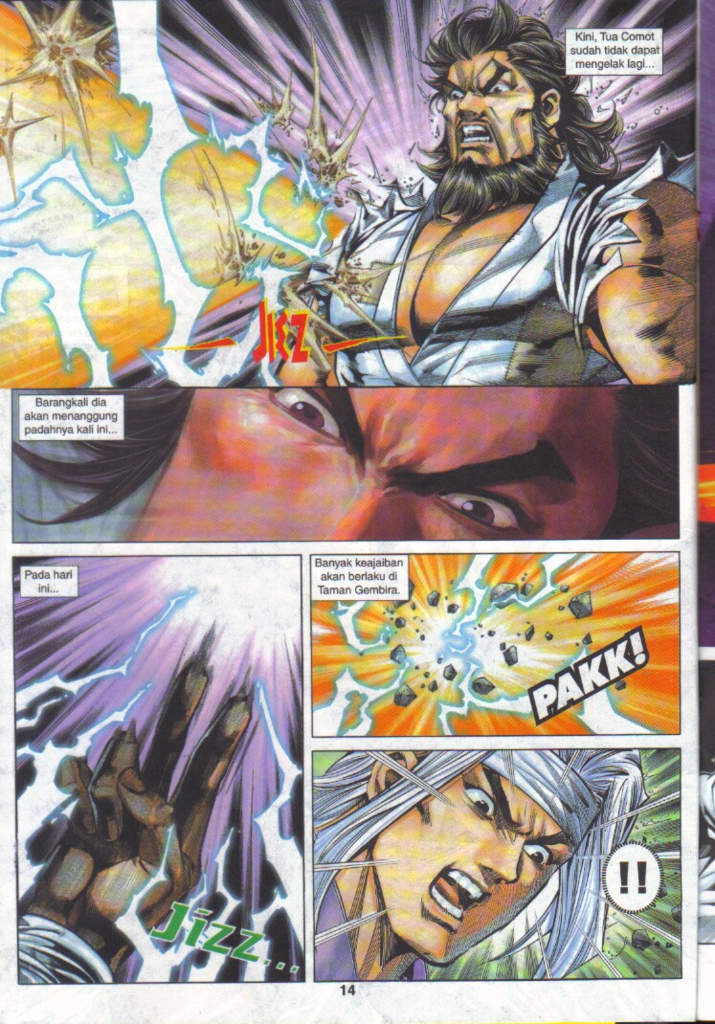 Kini, Tua Comot
sudah tidak dapat
mengelak lagi...
JIEZ
Barangkali dia
akan menanggung
padahnya kali ini...
Pada hari
ini...
Banyak keajaiban
akan berlaku di
Taman Gembira.
PAKK!
!!
JIZZ...
14